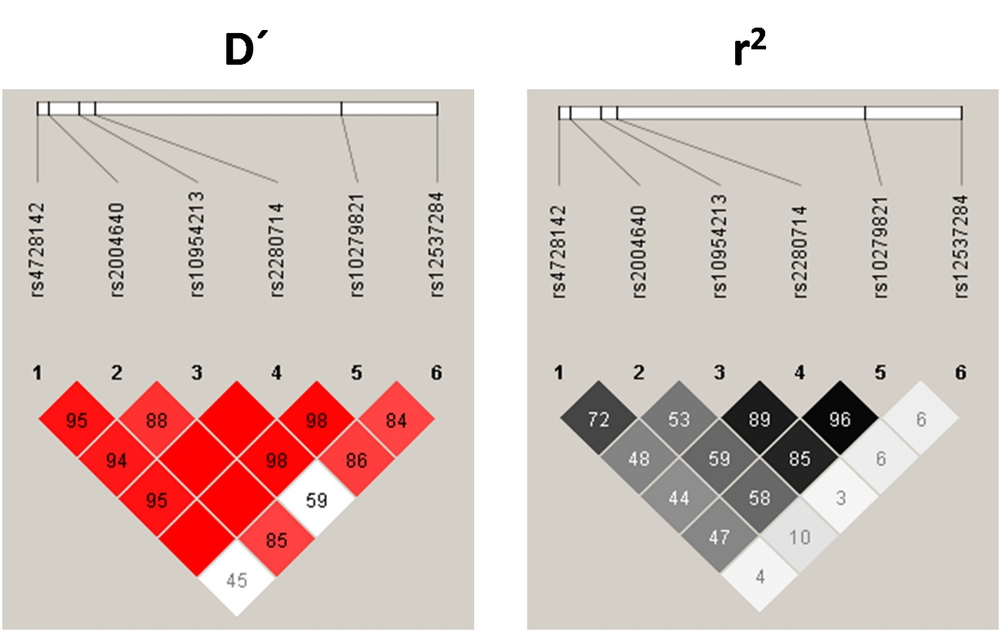 D´
r²
rs4728142 rs2004640 rs10954213 rs2280714 rs10279821 rs12537284
rs4728142 rs2004640 rs10954213 rs2280714 rs10279821 rs12537284
1 2 3 4 5 6
1 2 3 4 5 6
95 88 98 84
94 98 86
95 59
85
45
72 53 89 96 6
48 59 85 6
44 58 3
47 10
4